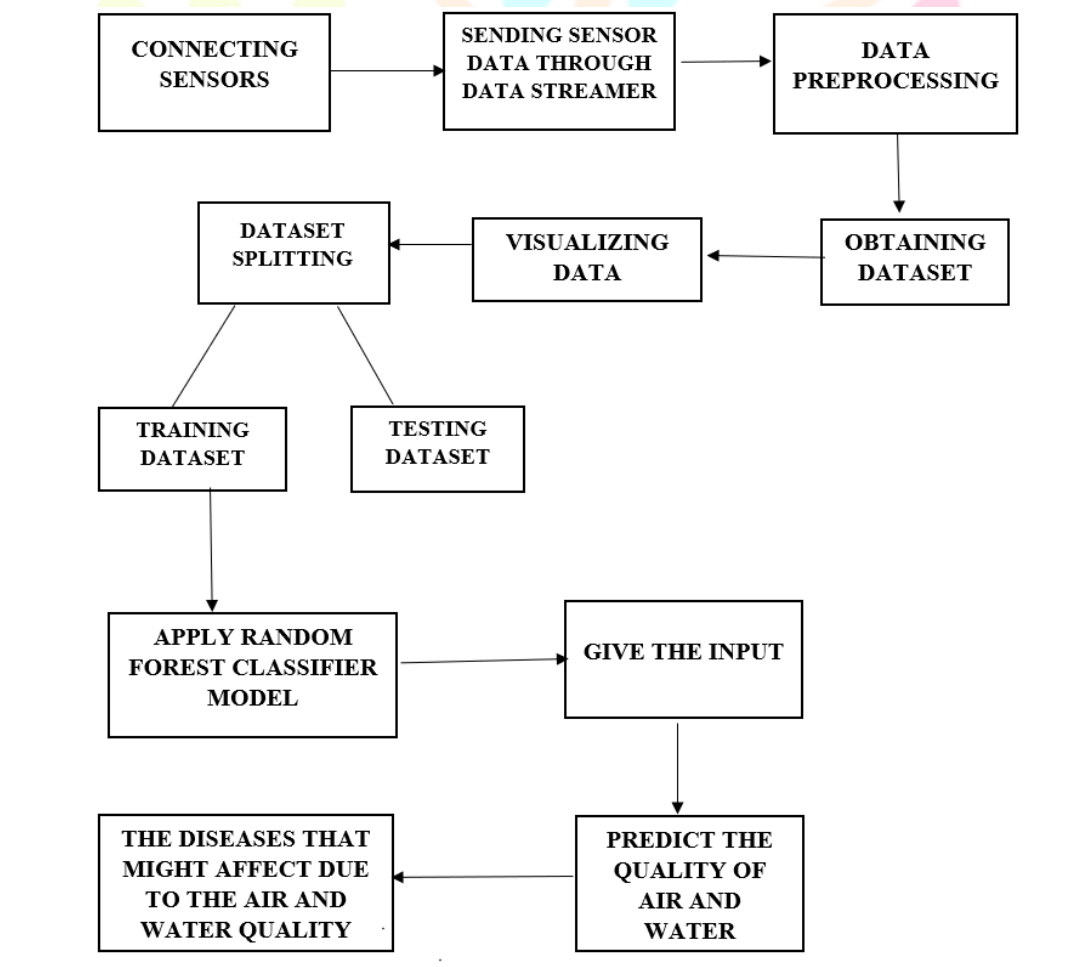 CONNECTING
SENSORS
SENDING SENSOR
DATA THROUGH
DATA STREAMER
DATA
PREPROCESSING
OBTAINING
DATASET
VISUALIZING
DATA
DATASET
SPLITTING
TRAINING
DATASET
TESTING
DATASET
APPLY RANDOM
FOREST CLASSIFIER
MODEL
GIVE THE INPUT
PREDICT THE
QUALITY OF
AIR AND
WATER
THE DISEASES THAT
MIGHT AFFECT DUE
TO THE AIR AND
WATER QUALITY